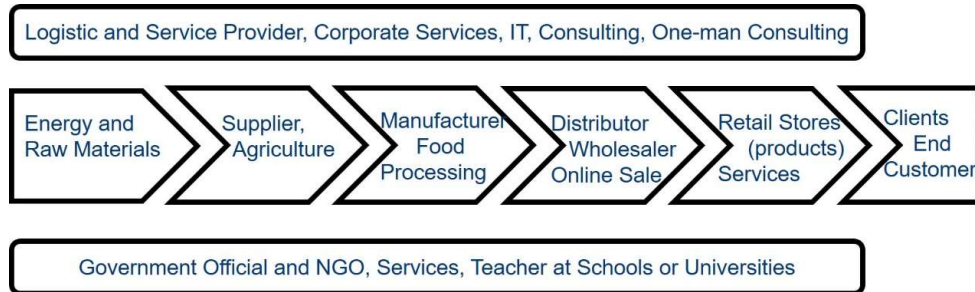 Logistic and Service Provider, Corporate Services, IT, Consulting, One-man Consulting
Energy and
Raw Materials
Supplier,
Agriculture
Manufacturer
Food
Processing
Distributor
Wholesaler
Online Sale
Retail Stores
(products)
Services
Clients
End
Customer
Government Official and NGO, Services, Teacher at Schools or Universities